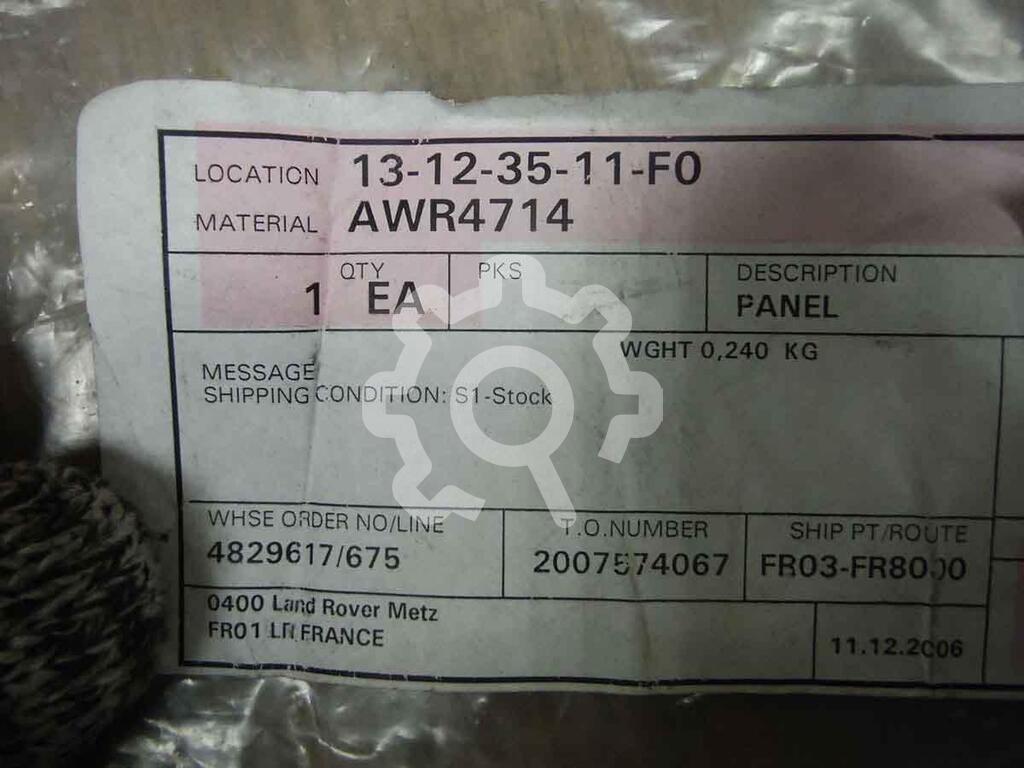 LOCATION 13-12-35-11-F0
MATERIAL AWR4714
QTY PKS DESCRIPTION
1 EA PANEL
WGHT 0,240 KG
MESSAGE
SHIPPING CONDITION: S1-Stock
WHSE ORDER NO/LINE T.O.NUMBER SHIP PT/ROUTE
4829617/675 2007574067 FR03-FR8000
0400 Land Rover Metz
FR01 LR FRANCE
11.12.2006